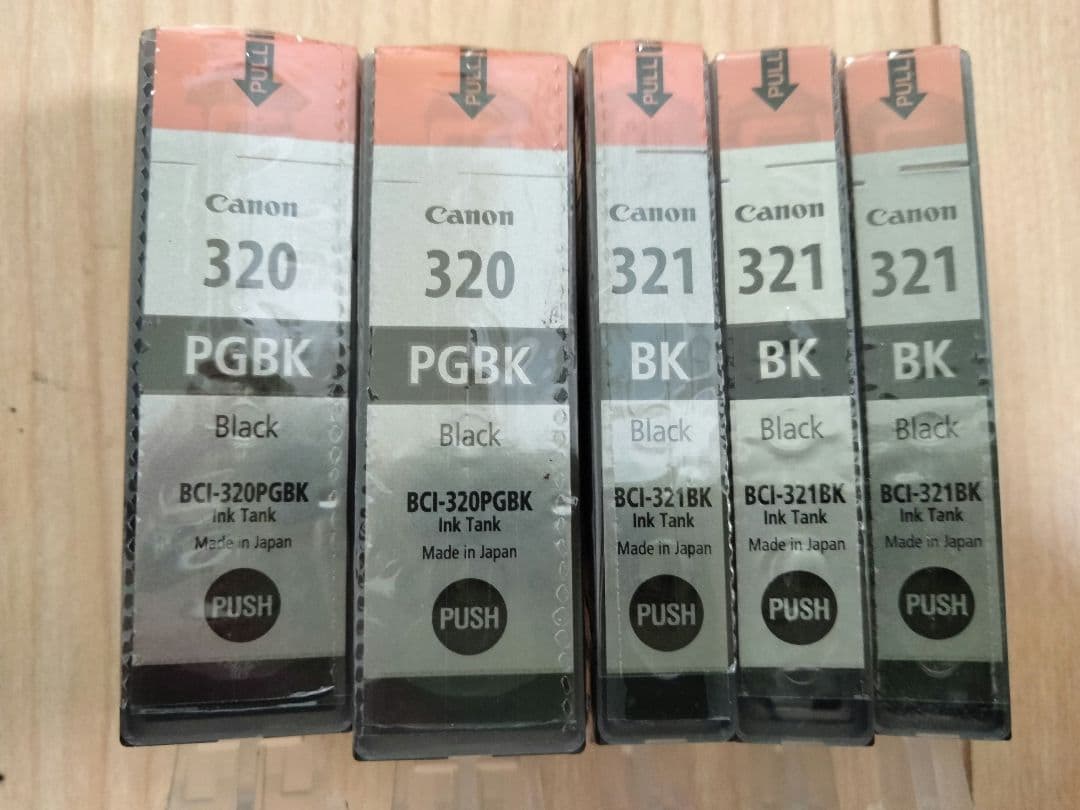 PULL
Canon
320
PGBK
Black
BCI-320PGBK
Ink Tank
Made in Japan
PUSH
PULL
Canon
320
PGBK
Black
BCI-320PGBK
Ink Tank
Made in Japan
PUSH
PULL
Canon
321
BK
Black
BCI-321BK
Ink Tank
Made in Japan
PUSH
PULL
Canon
321
BK
Black
BCI-321BK
Ink Tank
Made in Japan
PUSH
PULL
Canon
321
BK
Black
BCI-321BK
Ink Tank
Made in Japan
PUSH